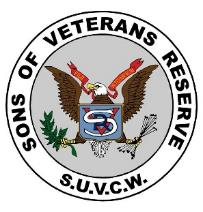 SONS OF VETERANS RESERVE
S.U.V.C.W.